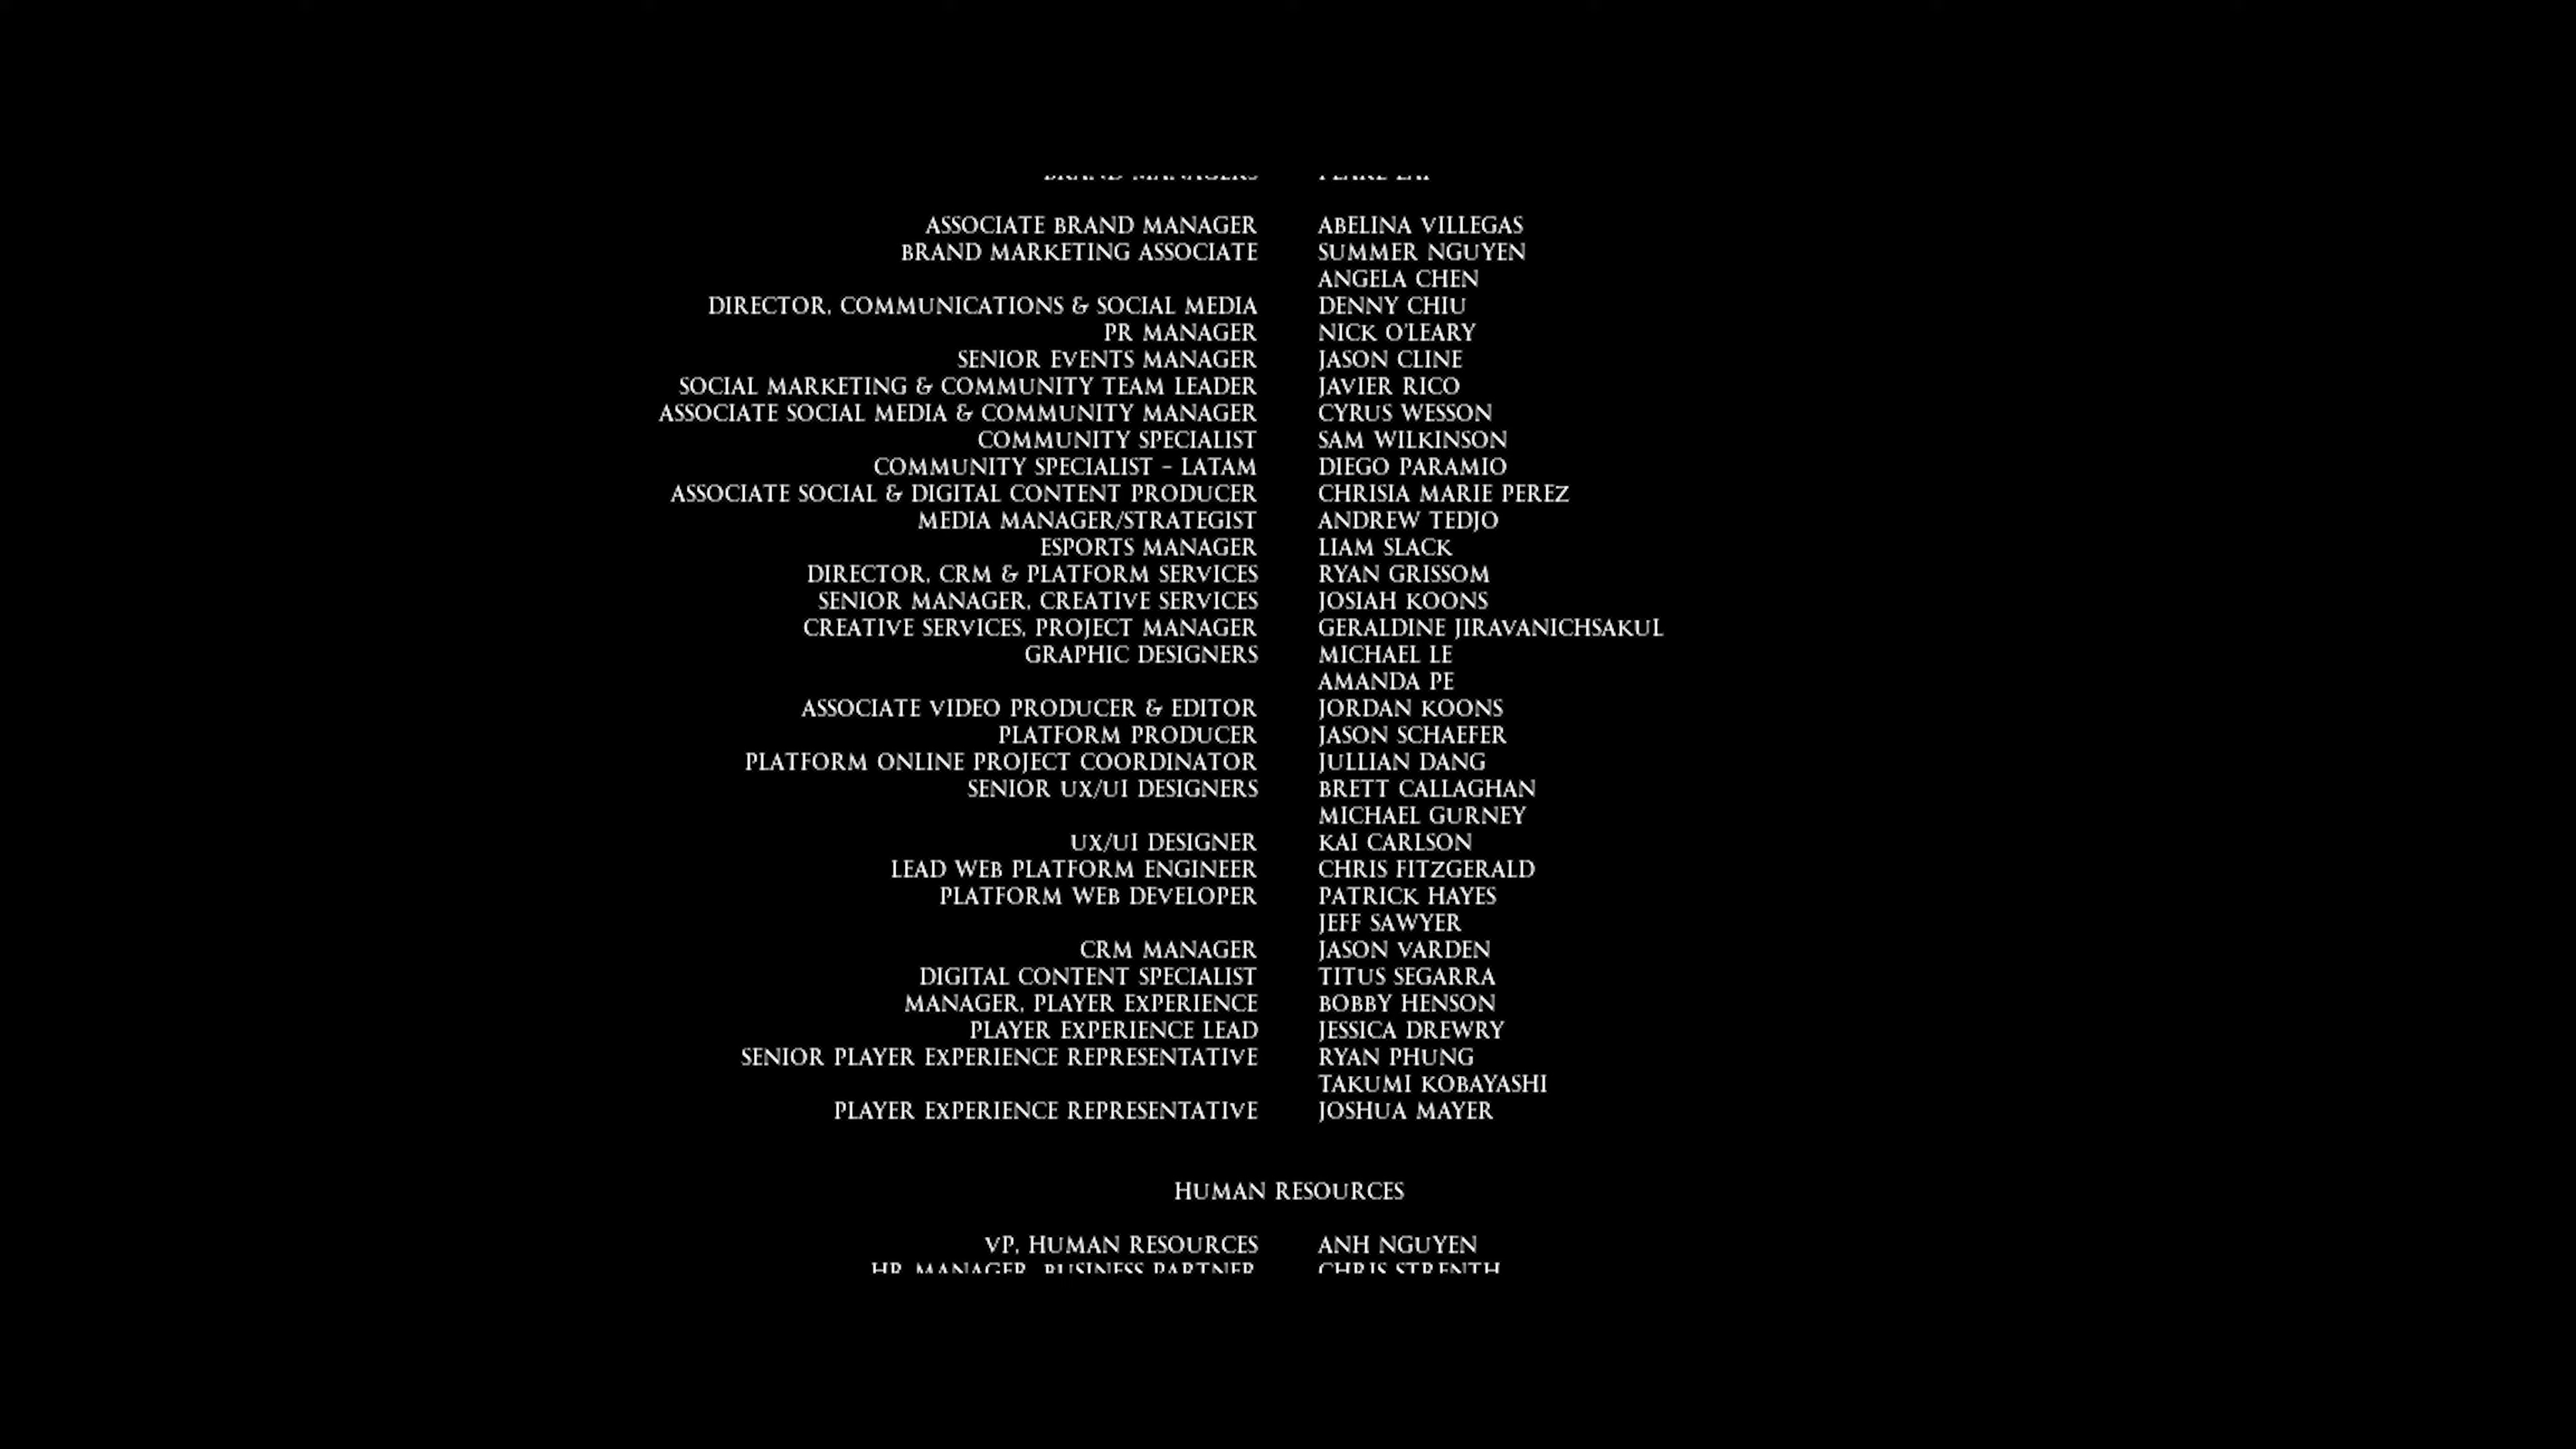 BRAND MANAGERS
ASSOCIATE BRAND MANAGER ABELINA VILLEGAS
BRAND MARKETING ASSOCIATE SUMMER NGUYEN
ANGELA CHEN
DIRECTOR, COMMUNICATIONS & SOCIAL MEDIA DENNY CHIU
PR MANAGER NICK O'LEARY
SENIOR EVENTS MANAGER JASON CLINE
SOCIAL MARKETING & COMMUNITY TEAM LEADER JAVIER RICO
ASSOCIATE SOCIAL MEDIA & COMMUNITY MANAGER CYRUS WESSON
COMMUNITY SPECIALIST SAM WILKINSON
COMMUNITY SPECIALIST - LATAM DIEGO PARAMIO
ASSOCIATE SOCIAL & DIGITAL CONTENT PRODUCER CHRISIA MARIE PEREZ
MEDIA MANAGER/STRATEGIST ANDREW TEDJO
ESPORTS MANAGER LIAM SLACK
DIRECTOR, CRM & PLATFORM SERVICES RYAN GRISSOM
SENIOR MANAGER, CREATIVE SERVICES JOSIAH KOONS
CREATIVE SERVICES, PROJECT MANAGER GERALDINE JIRAVANICHSAKUL
GRAPHIC DESIGNERS MICHAEL LE
AMANDA PE
ASSOCIATE VIDEO PRODUCER & EDITOR JORDAN KOONS
PLATFORM PRODUCER JASON SCHAEFER
PLATFORM ONLINE PROJECT COORDINATOR JULLIAN DANG
SENIOR UX/UI DESIGNERS BRETT CALLAGHAN
MICHAEL GURNEY
UX/UI DESIGNER KAI CARLSON
LEAD WEB PLATFORM ENGINEER CHRIS FITZGERALD
PLATFORM WEB DEVELOPER PATRICK HAYES
JEFF SAWYER
CRM MANAGER JASON VARDEN
DIGITAL CONTENT SPECIALIST TITUS SEGARRA
MANAGER, PLAYER EXPERIENCE BOBBY HENSON
PLAYER EXPERIENCE LEAD JESSICA DREWRY
SENIOR PLAYER EXPERIENCE REPRESENTATIVE RYAN PHUNG
TAKUMI KOBAYASHI
PLAYER EXPERIENCE REPRESENTATIVE JOSHUA MAYER
HUMAN RESOURCES
VP, HUMAN RESOURCES ANH NGUYEN
HR MANAGER, BUSINESS PARTNER CHRIS STRENTH